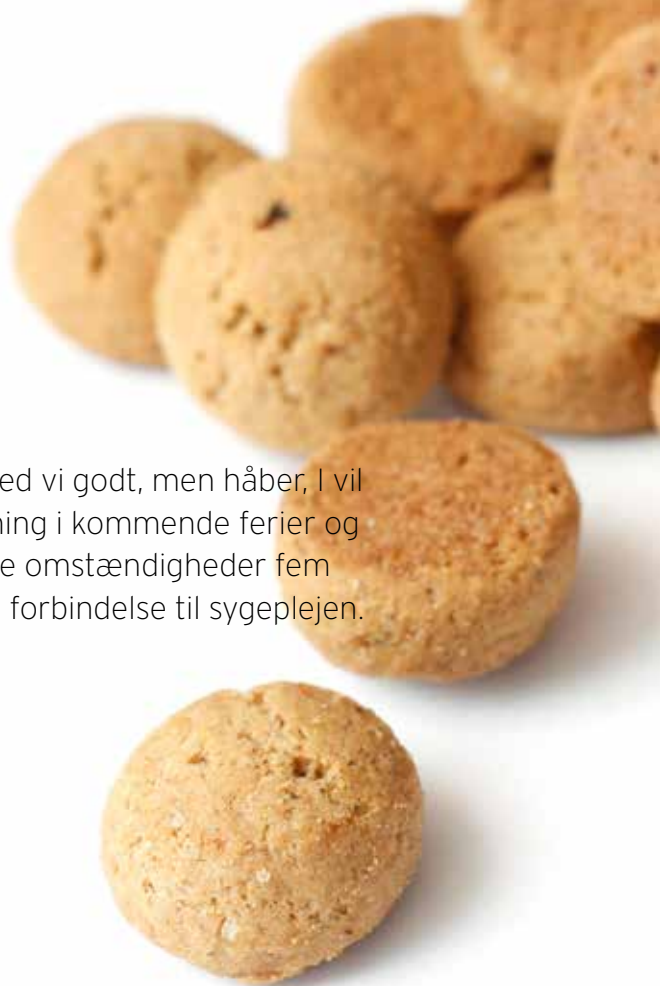 ed vi godt, men håber, I vil
ning i kommende ferier og
e omstændigheder fem
forbindelse til sygeplejen.